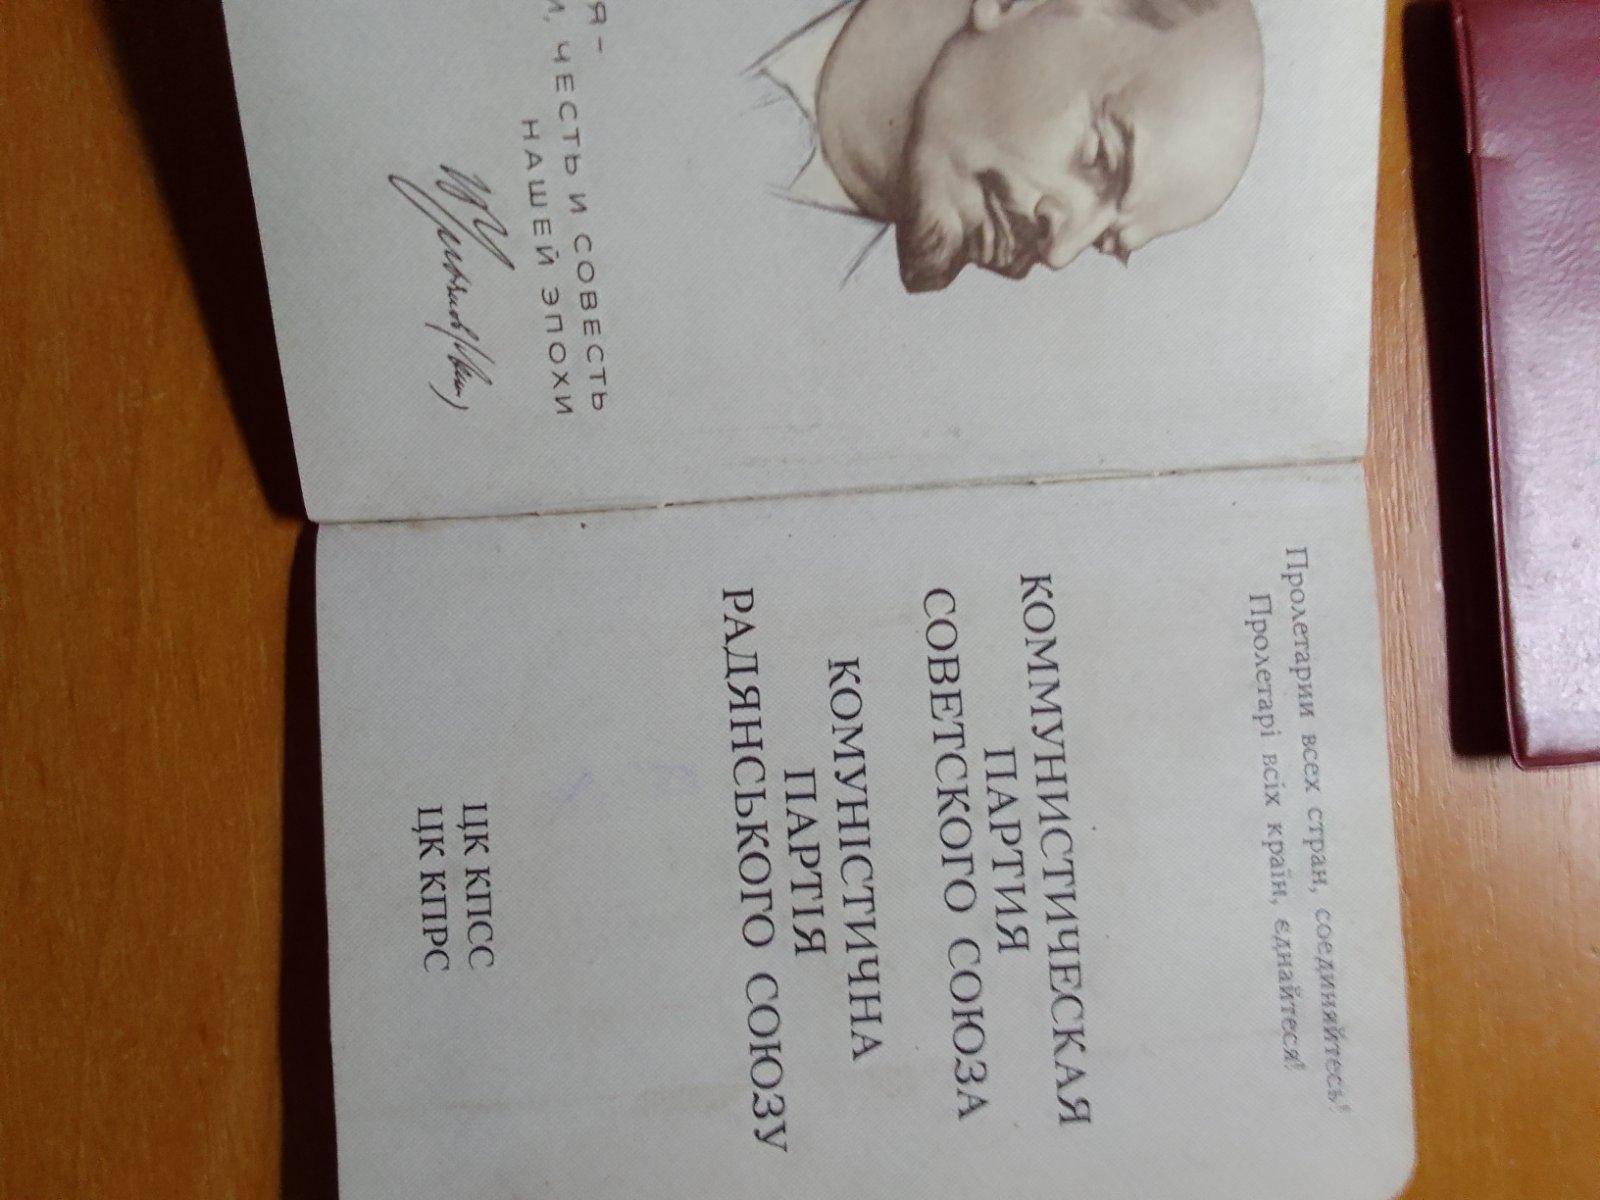 Я -
, ЧЕСТЬ И СОВЕСТЬ
НАШЕЙ ЭПОХИ
Пролетарии всех стран, соединяйтесь!
Пролетарі всіх країн, єднайтеся!
КОММУНИСТИЧЕСКАЯ
ПАРТИЯ
СОВЕТСКОГО СОЮЗА
КОМУНІСТИЧНА
ПАРТІЯ
РАДЯНСЬКОГО СОЮЗУ
ЦК КПСС
ЦК КПРС